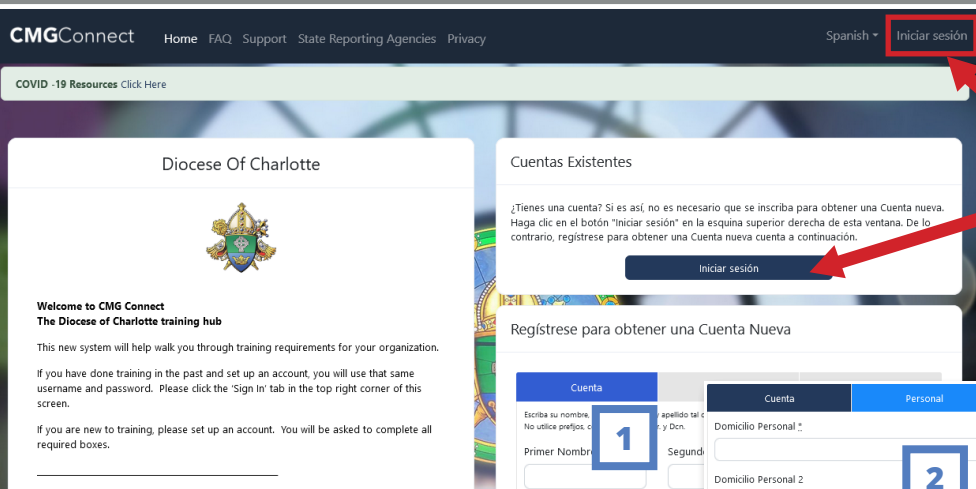 CMGConnect Home FAQ Support State Reporting Agencies Privacy Spanish Iniciar sesión
COVID -19 Resources Click Here
Diocese Of Charlotte
Welcome to CMG Connect
The Diocese of Charlotte training hub
This new system will help walk you through training requirements for your organization.
If you have done training in the past and set up an account, you will use that same
username and password. Please click the 'Sign In' tab in the top right corner of this
screen.
If you are new to training, please set up an account. You will be asked to complete all
required boxes.
Cuentas Existentes
¿Tienes una cuenta? Si es así, no es necesario que se inscriba para obtener una Cuenta nueva.
Haga clic en el botón "Iniciar sesión" en la esquina superior derecha de esta ventana. De lo
contrario, regístrese para obtener una Cuenta nueva cuenta a continuación.
Iniciar sesión
Regístrese para obtener una Cuenta Nueva
Cuenta
Escriba su nombre, apellido tal
No utilice prefijos, y Dcn.
Primer Nombre
1
Cuenta Personal
Domicilio Personal *
Domicilio Personal 2
2